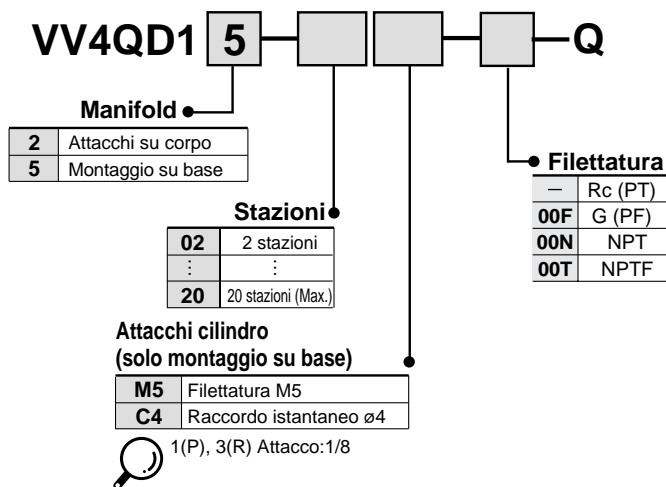 VV4QD1 5 — — — Q
Manifold
2 Attacchi su corpo
5 Montaggio su base
Filettatura
— Rc (PT)
00F G (PF)
00N NPT
00T NPTF
Stazioni
02 2 stazioni
⋮ ⋮
20 20 stazioni (Max.)
Attacchi cilindro
(solo montaggio su base)
M5 Filettatura M5
C4 Raccordo istantaneo ø4
1(P), 3(R) Attacco:1/8